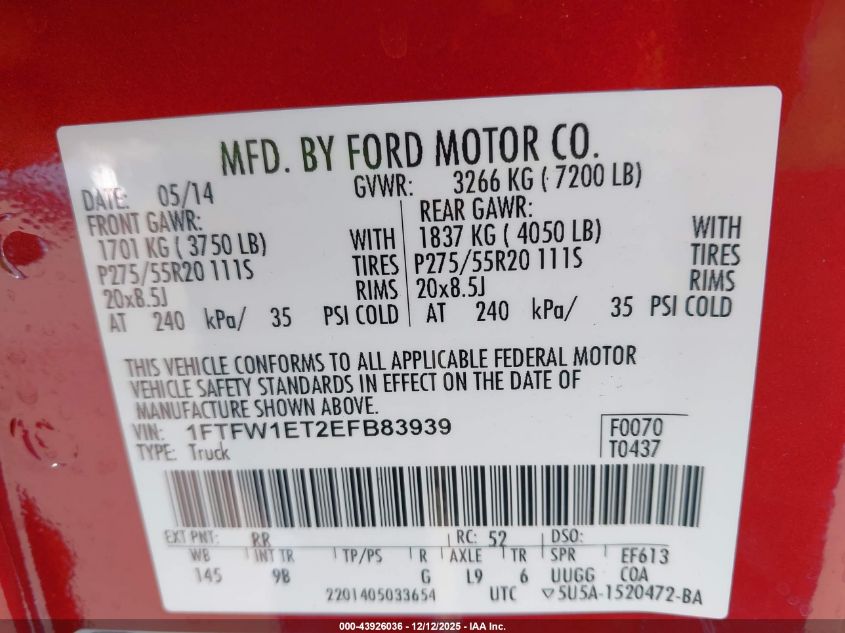 MFD. BY FORD MOTOR CO.
DATE: 05/14 GVWR: 3266 KG ( 7200 LB)
FRONT GAWR: REAR GAWR:
1701 KG ( 3750 LB) WITH 1837 KG ( 4050 LB) WITH
P275/55R20 111S TIRES P275/55R20 111S TIRES
20x8.5J RIMS 20x8.5J RIMS
AT 240 kPa/ 35 PSI COLD AT 240 kPa/ 35 PSI COLD
THIS VEHICLE CONFORMS TO ALL APPLICABLE FEDERAL MOTOR
VEHICLE SAFETY STANDARDS IN EFFECT ON THE DATE OF
MANUFACTURE SHOWN ABOVE.
VIN: 1FTFW1ET2EFB83939 F0070
TYPE: Truck T0437
EXT PNT: RR RC: 52 DSO:
WB INT TR TP/PS R AXLE TR SPR EF613
145 9B G L9 6 UUGG COA
2201405033654 UTC ▽5U5A-1520472-BA
000-43926036 - 12/12/2025 - IAA Inc.